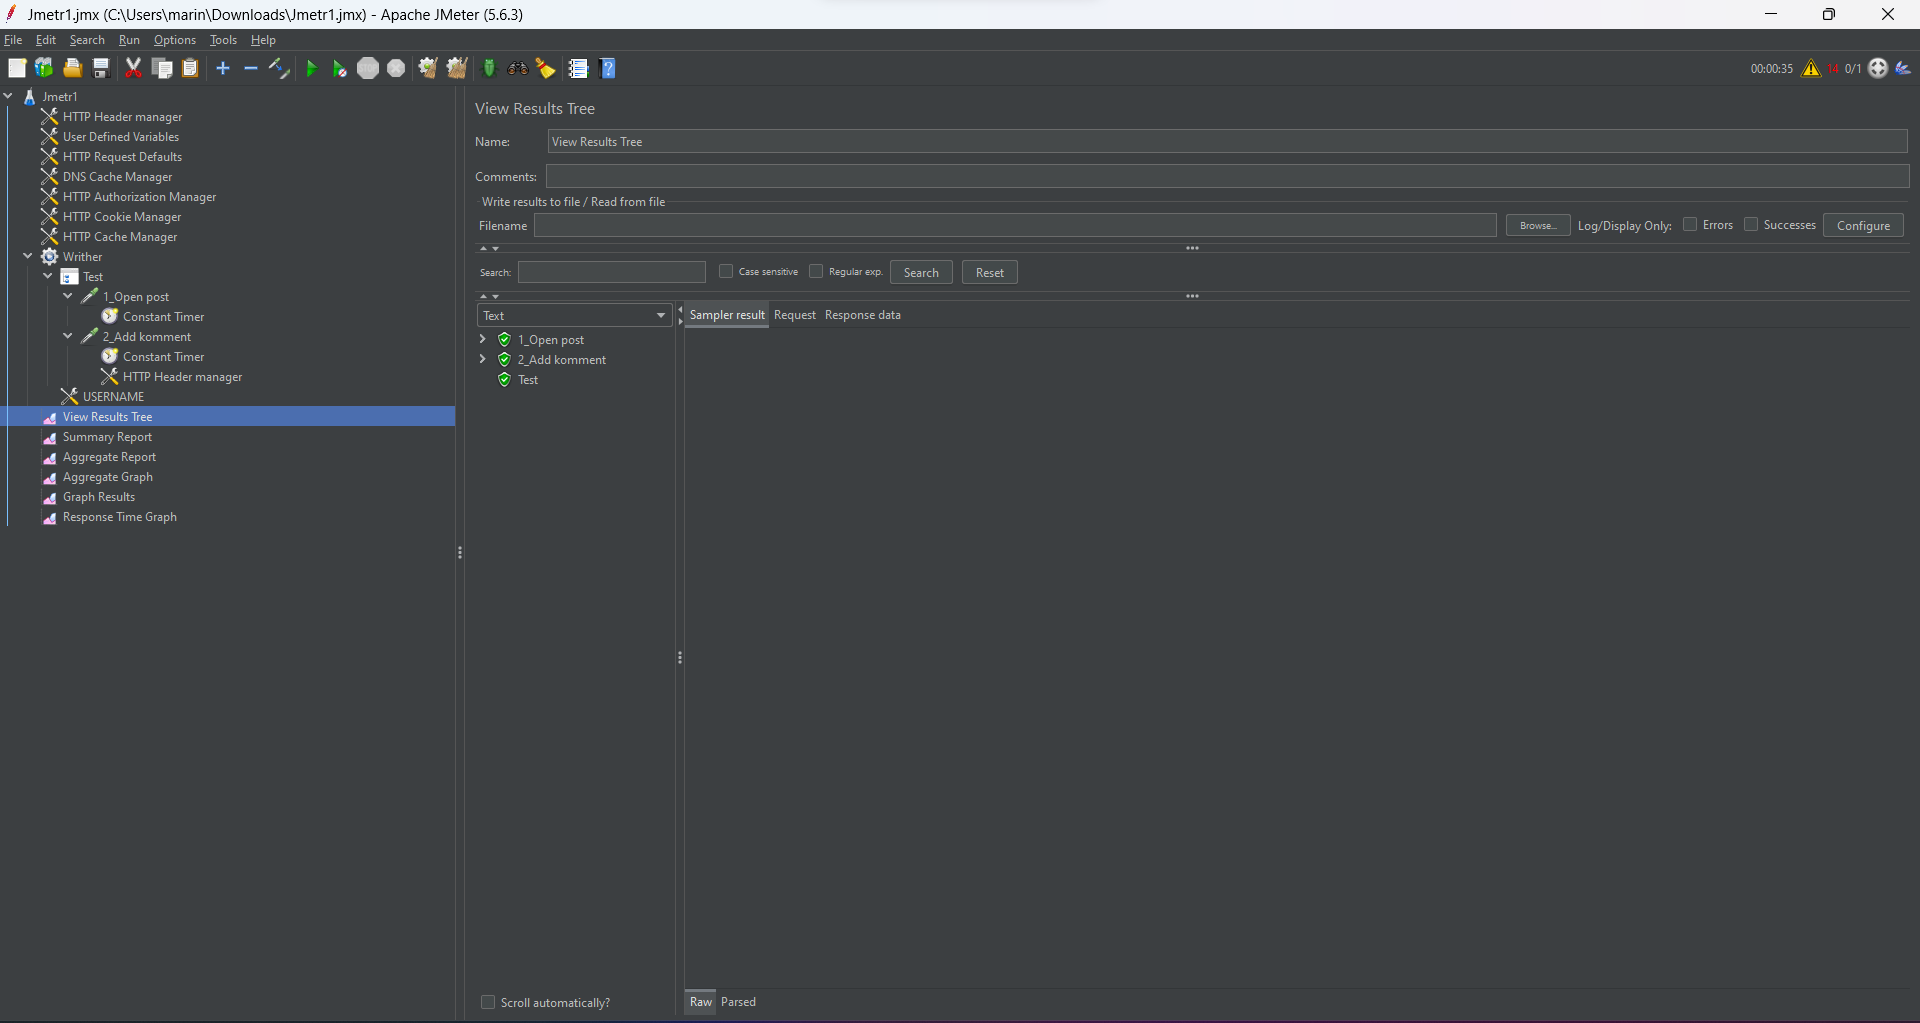 Jmetr1.jmx (C:\Users\marin\Downloads\Jmetr1.jmx) - Apache JMeter (5.6.3)
File Edit Search Run Options Tools Help
00:00:35 14 0/1
Jmetr1
HTTP Header manager
User Defined Variables
HTTP Request Defaults
DNS Cache Manager
HTTP Authorization Manager
HTTP Cookie Manager
HTTP Cache Manager
Writher
Test
1_Open post
Constant Timer
2_Add komment
Constant Timer
HTTP Header manager
USERNAME
View Results Tree
Summary Report
Aggregate Report
Aggregate Graph
Graph Results
Response Time Graph
View Results Tree
Name: View Results Tree
Comments:
Write results to file / Read from file
Filename Browse... Log/Display Only: Errors Successes Configure
Search: Case sensitive Regular exp. Search Reset
Text Sampler result Request Response data
1_Open post
2_Add komment
Test
Scroll automatically? Raw Parsed